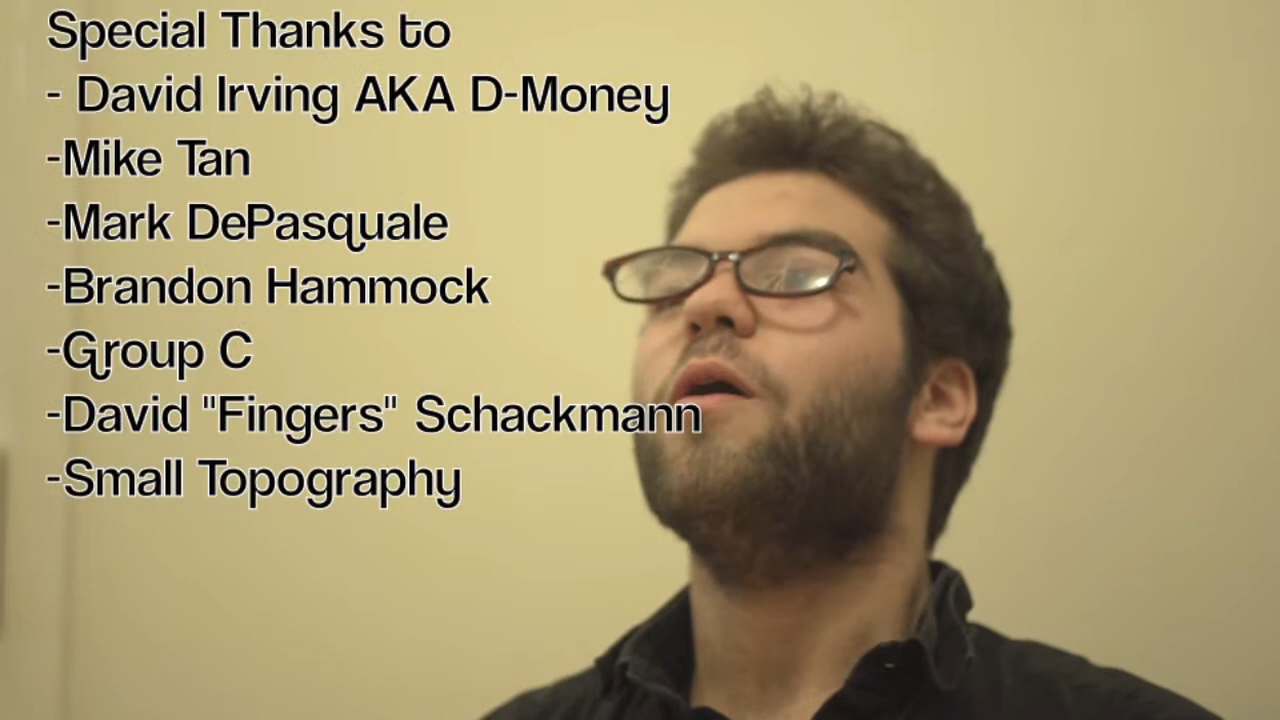 Special Thanks to
- David Irving AKA D-Money
-Mike Tan
-Mark DePasquale
-Brandon Hammock
-Group C
-David "Fingers" Schackmann
-Small Topography